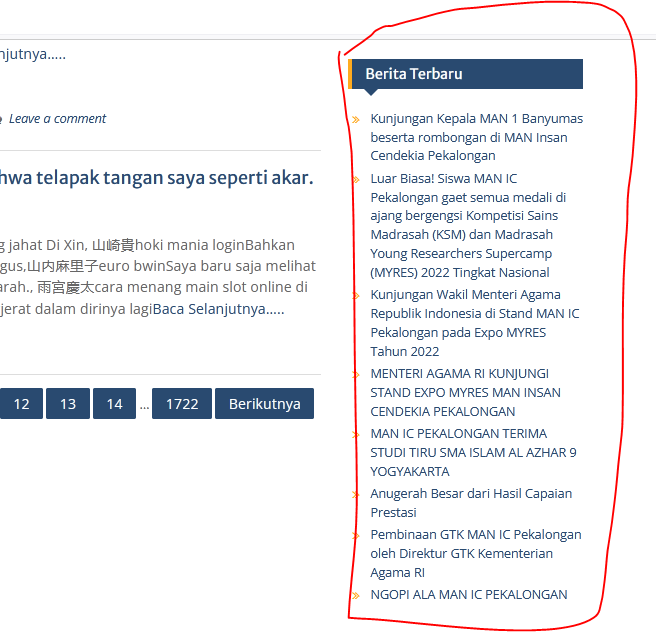 njutnya.....
Leave a comment
hwa telapak tangan saya seperti akar.
g jahat Di Xin, 山崎貴hoki mania loginBahkan
gus,山内麻里子euro bwinSaya baru saja melihat
arah., 雨宮慶太cara menang main slot online di
jerat dalam dirinya lagiBaca Selanjutnya.....
12 13 14 ... 1722 Berikutnya
Berita Terbaru
Kunjungan Kepala MAN 1 Banyumas
beserta rombongan di MAN Insan
Cendekia Pekalongan
Luar Biasa! Siswa MAN IC
Pekalongan gaet semua medali di
ajang bergengsi Kompetisi Sains
Madrasah (KSM) dan Madrasah
Young Researchers Supercamp
(MYRES) 2022 Tingkat Nasional
Kunjungan Wakil Menteri Agama
Republik Indonesia di Stand MAN IC
Pekalongan pada Expo MYRES
Tahun 2022
MENTERI AGAMA RI KUNJUNGI
STAND EXPO MYRES MAN INSAN
CENDEKIA PEKALONGAN
MAN IC PEKALONGAN TERIMA
STUDI TIRU SMA ISLAM AL AZHAR 9
YOGYAKARTA
Anugerah Besar dari Hasil Capaian
Prestasi
Pembinaan GTK MAN IC Pekalongan
oleh Direktur GTK Kementerian
Agama RI
NGOPI ALA MAN IC PEKALONGAN